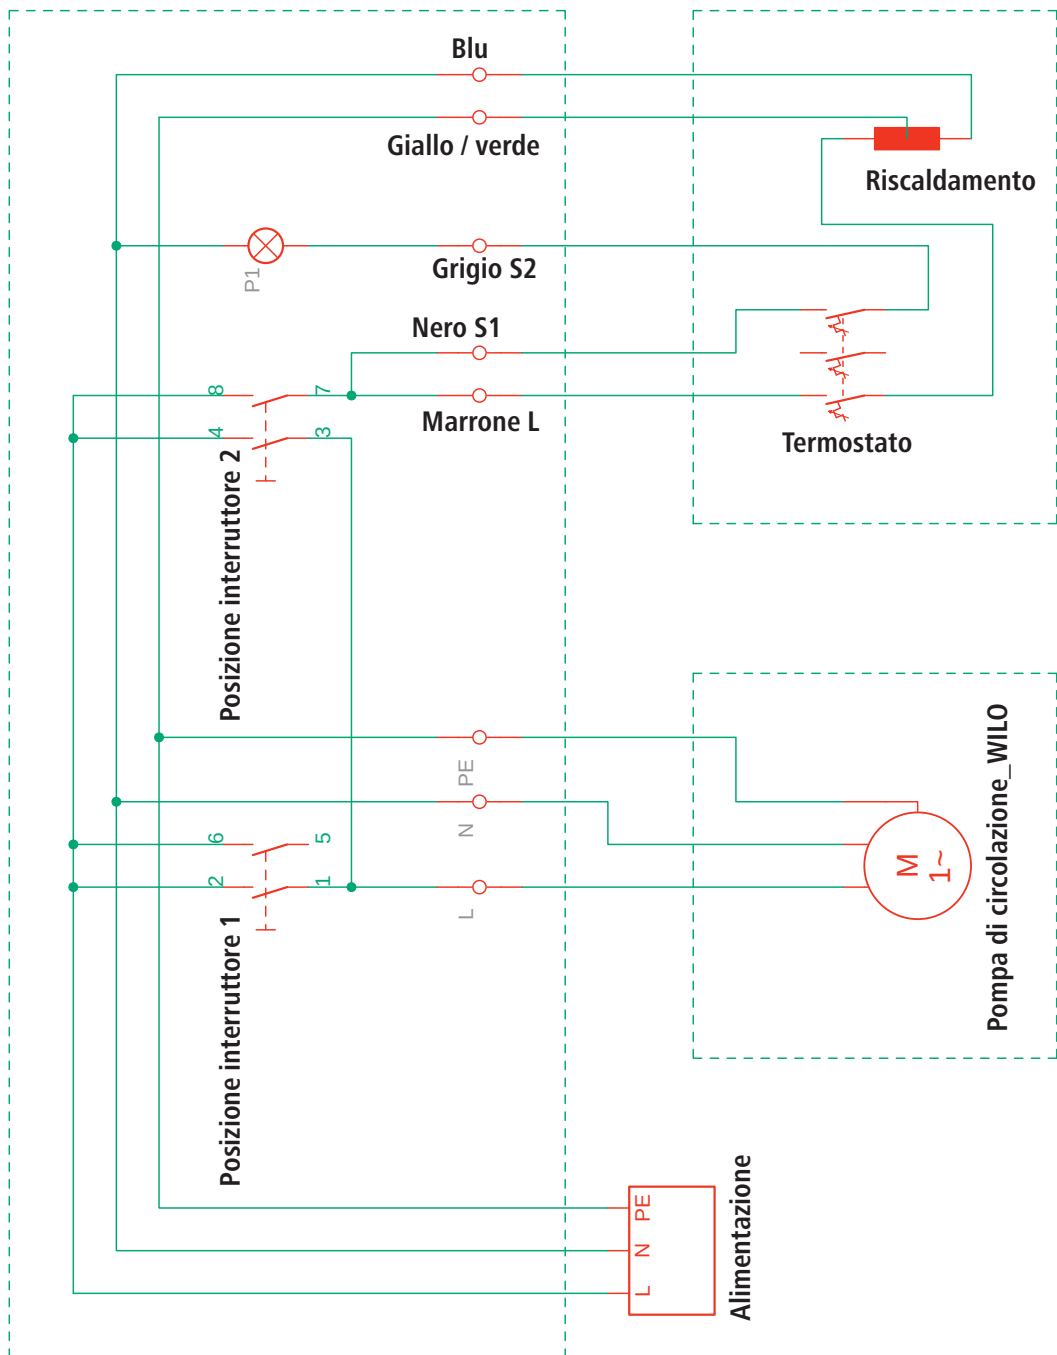 Blu
Giallo / verde
Riscaldamento
P1
Grigio S2
Nero S1
8
7
Marrone L
4
3
Termostato
Posizione interruttore 2
PE
N
6
5
2
1
L
M
1~
Pompa di circolazione_WILO
Posizione interruttore 1
PE
N
L
Alimentazione